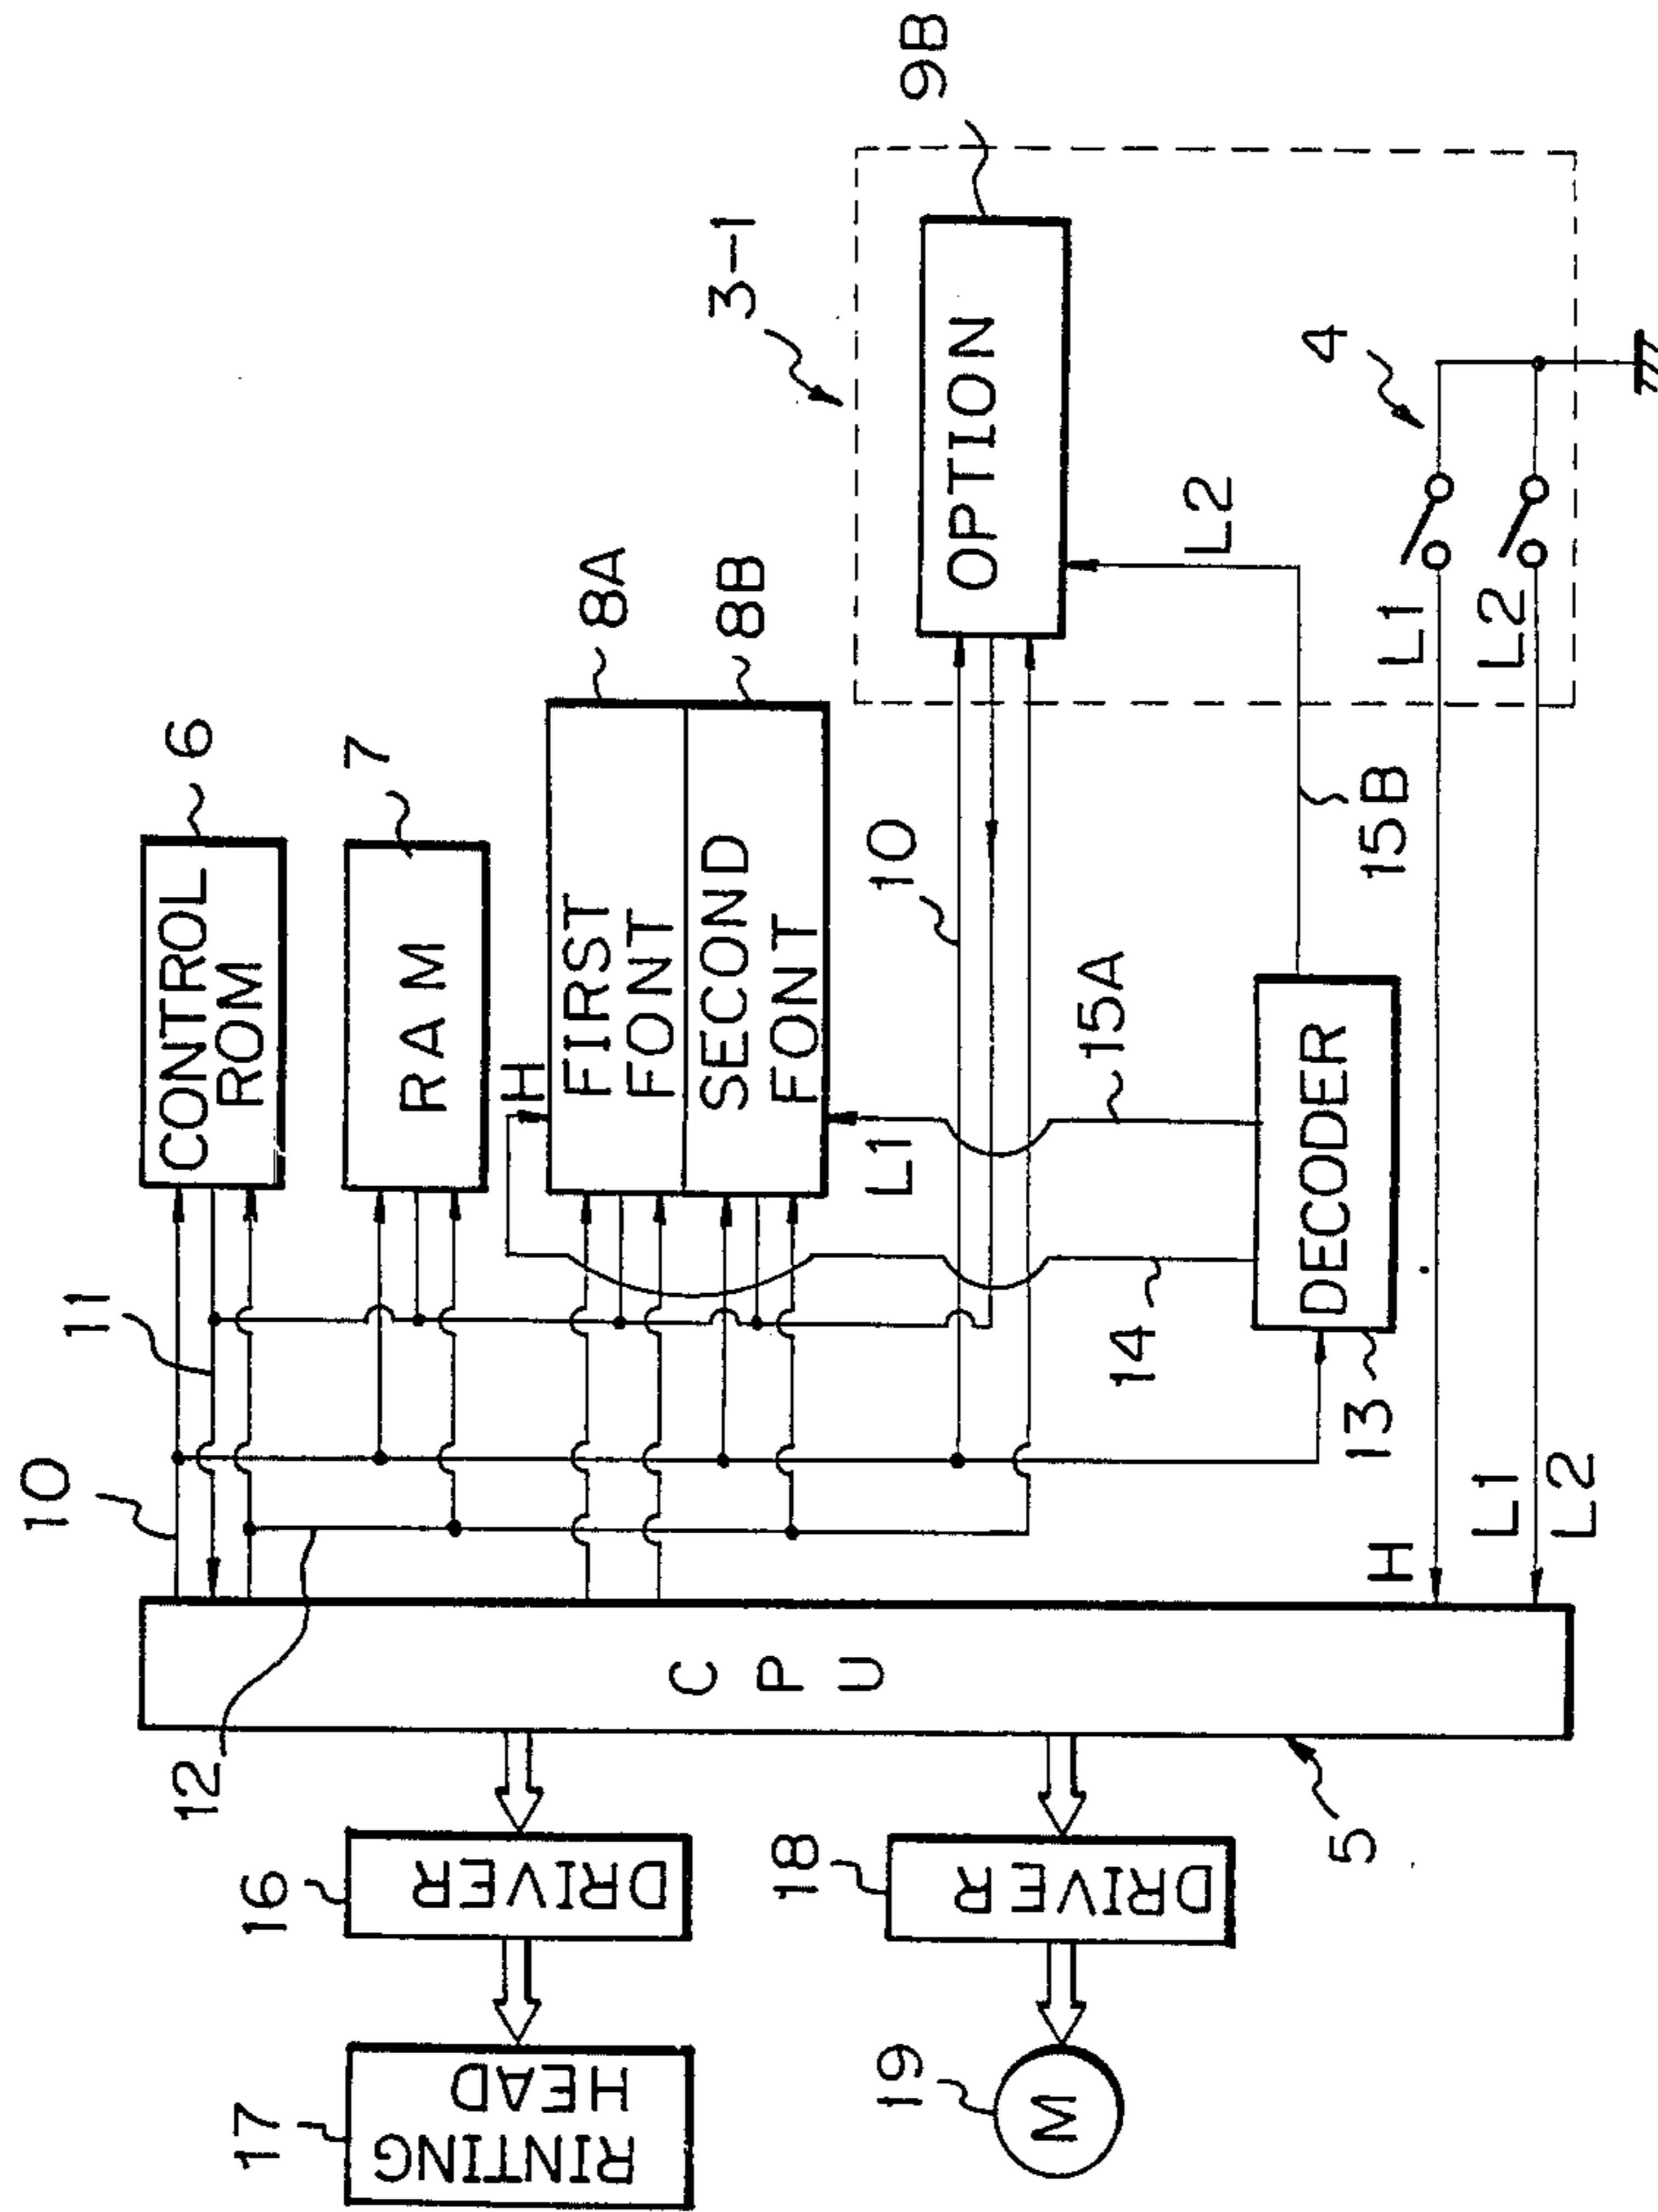 10
11
12
CONTROL
ROM
6
RAM
7
H
FIRST
FONT
SECOND
FONT
8A
8B
L1
10
OPTION
9B
3-1
L2
15A
15B
14
DECODER
13
4
L1
L2
H
L1
L2
CPU
5
16
DRIVER
17
RINTING
HEAD
18
DRIVER
19
M